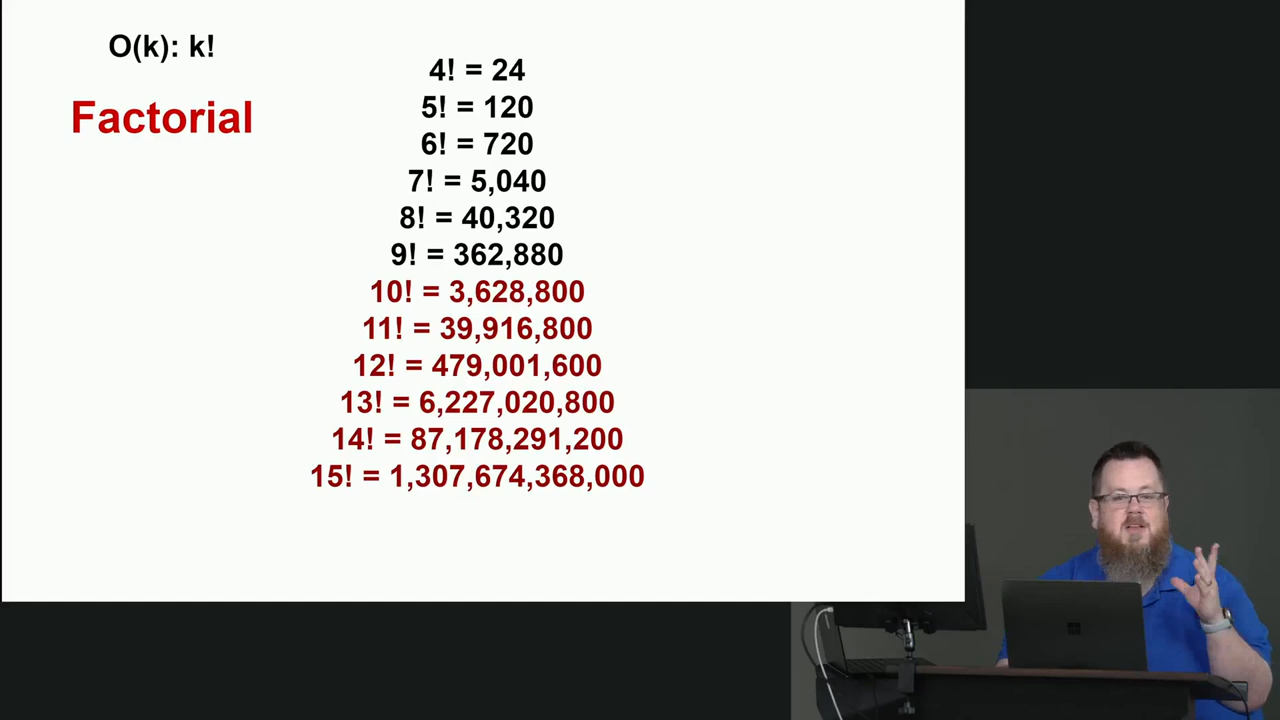 O(k): k!
Factorial
4! = 24
5! = 120
6! = 720
7! = 5,040
8! = 40,320
9! = 362,880
10! = 3,628,800
11! = 39,916,800
12! = 479,001,600
13! = 6,227,020,800
14! = 87,178,291,200
15! = 1,307,674,368,000